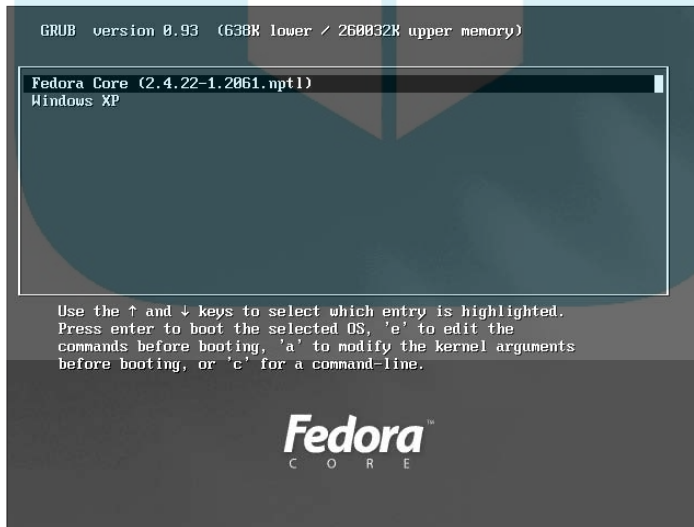 GRUB version 0.93 (638K lower / 260032K upper memory)
Fedora Core (2.4.22-1.2061.nptl)
Windows XP
Use the ↑ and ↓ keys to select which entry is highlighted.
Press enter to boot the selected OS, 'e' to edit the
commands before booting, 'a' to modify the kernel arguments
before booting, or 'c' for a command-line.
Fedora™
CORE